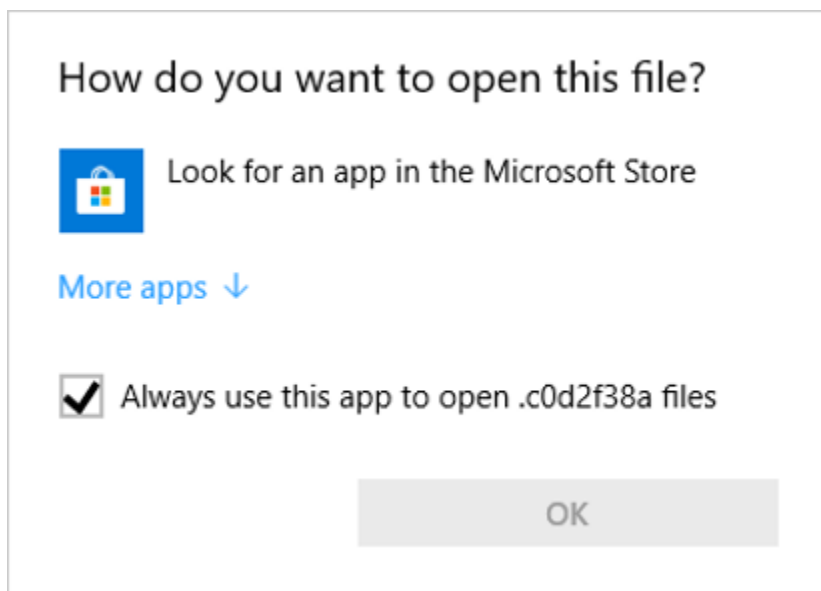 How do you want to open this file?
Look for an app in the Microsoft Store
More apps ↓
Always use this app to open .c0d2f38a files
OK